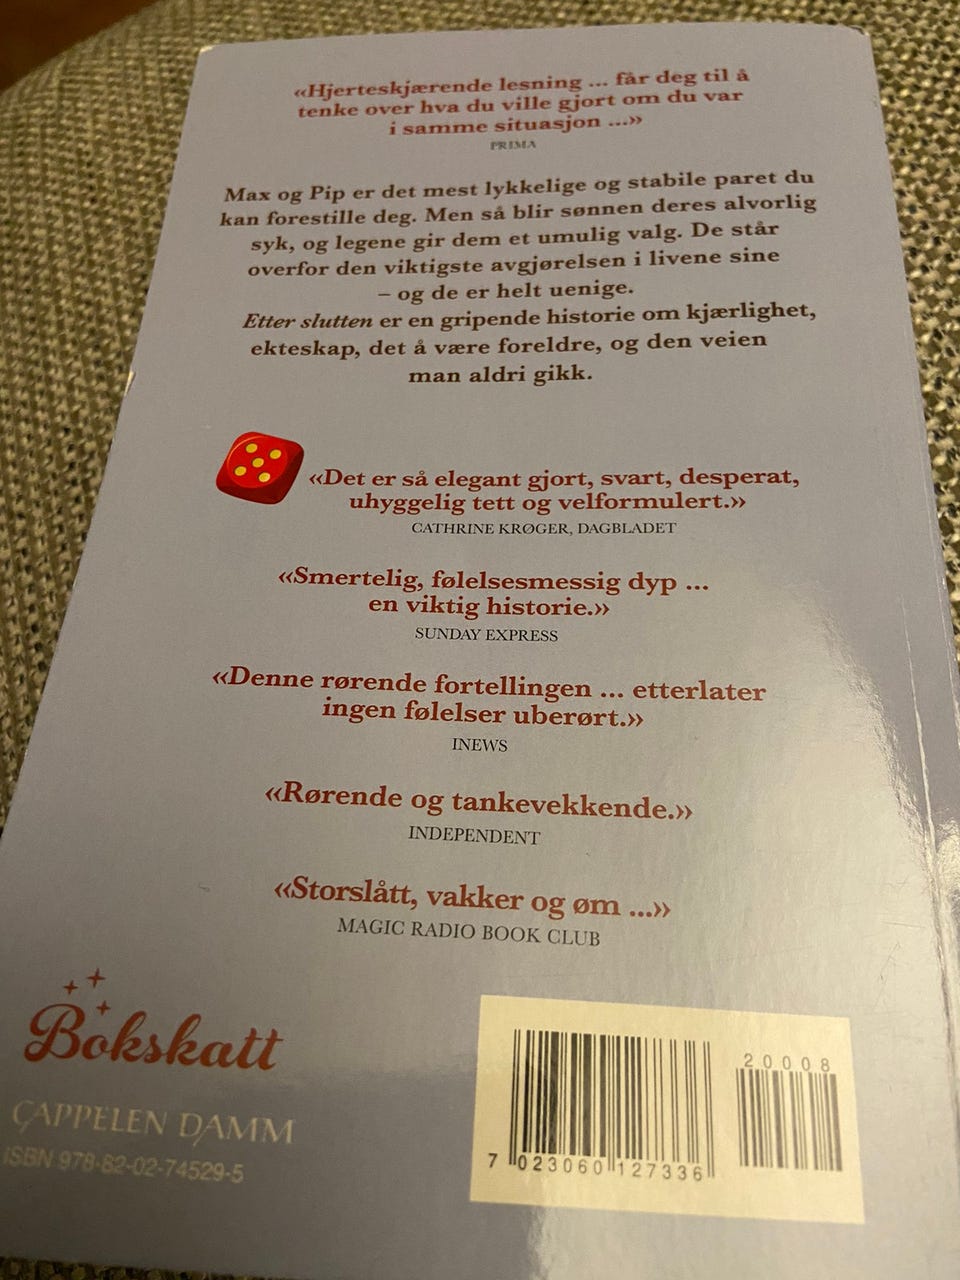 «Hjerteskjærende lesning ... får deg til å
tenke over hva du ville gjort om du var
i samme situasjon ...»
PRIMA
Max og Pip er det mest lykkelige og stabile paret du
kan forestille deg. Men så blir sønnen deres alvorlig
syk, og legene gir dem et umulig valg. De står
overfor den viktigste avgjørelsen i livene sine
– og de er helt uenige.
Etter slutten er en gripende historie om kjærlighet,
ekteskap, det å være foreldre, og den veien
man aldri gikk.
«Det er så elegant gjort, svart, desperat,
uhyggelig tett og velformulert.»
CATHRINE KRØGER, DAGBLADET
«Smertelig, følelsesmessig dyp ...
en viktig historie.»
SUNDAY EXPRESS
«Denne rørende fortellingen ... etterlater
ingen følelser uberørt.»
INEWS
«Rørende og tankevekkende.»
INDEPENDENT
«Storslått, vakker og øm ...»
MAGIC RADIO BOOK CLUB
Bokskatt
CAPPELEN DAMM
ISBN 978-82-02-74529-5
20008
7 023060 127336